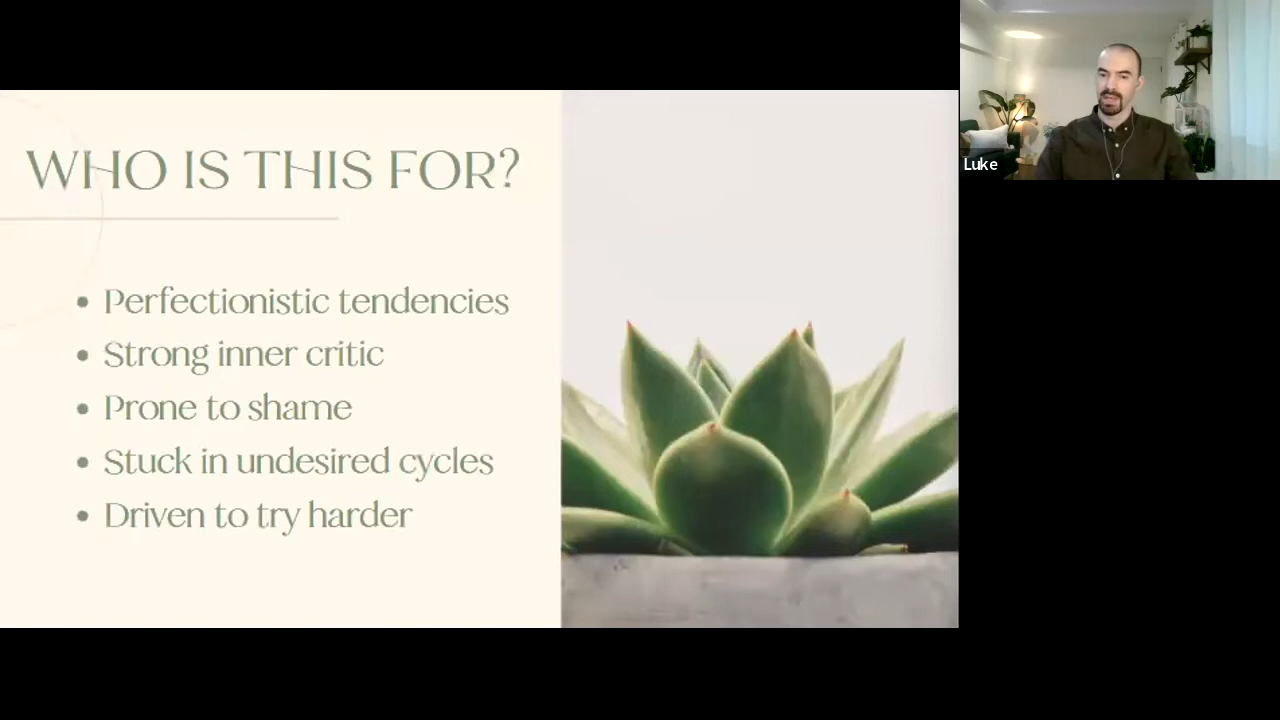 WHO IS THIS FOR?
• Perfectionistic tendencies
• Strong inner critic
• Prone to shame
• Stuck in undesired cycles
• Driven to try harder
Luke